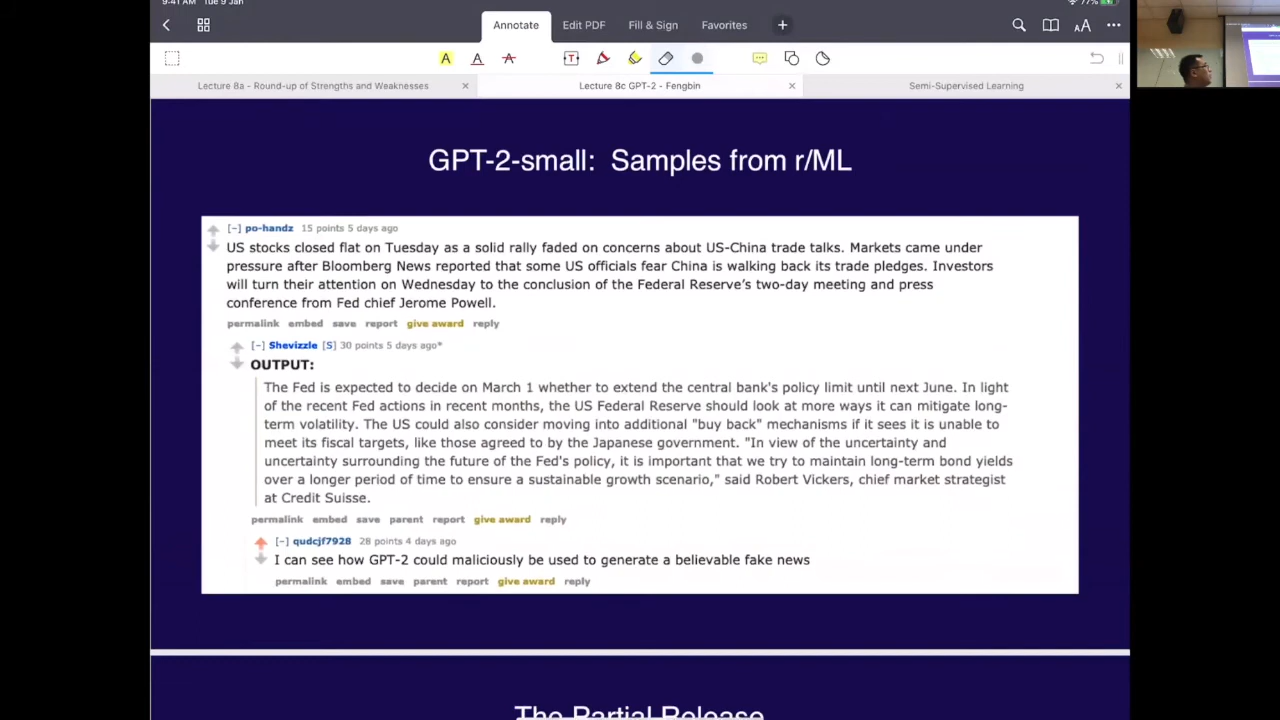 9:41 AM Tue 9 Jan
77%
Annotate Edit PDF Fill & Sign Favorites +
Lecture 8a - Round-up of Strengths and Weaknesses
Lecture 8c GPT-2 - Fengbin
Semi-Supervised Learning
GPT-2-small: Samples from r/ML
[-] po-handz 15 points 5 days ago
US stocks closed flat on Tuesday as a solid rally faded on concerns about US-China trade talks. Markets came under
pressure after Bloomberg News reported that some US officials fear China is walking back its trade pledges. Investors
will turn their attention on Wednesday to the conclusion of the Federal Reserve's two-day meeting and press
conference from Fed chief Jerome Powell.
permalink embed save report give award reply
[-] Shevizzle [S] 30 points 5 days ago*
OUTPUT:
The Fed is expected to decide on March 1 whether to extend the central bank's policy limit until next June. In light
of the recent Fed actions in recent months, the US Federal Reserve should look at more ways it can mitigate long-
term volatility. The US could also consider moving into additional "buy back" mechanisms if it sees it is unable to
meet its fiscal targets, like those agreed to by the Japanese government. "In view of the uncertainty and
uncertainty surrounding the future of the Fed's policy, it is important that we try to maintain long-term bond yields
over a longer period of time to ensure a sustainable growth scenario," said Robert Vickers, chief market strategist
at Credit Suisse.
permalink embed save parent report give award reply
[-] qudcjf7928 28 points 4 days ago
I can see how GPT-2 could maliciously be used to generate a believable fake news
permalink embed save parent report give award reply
The Partial Release